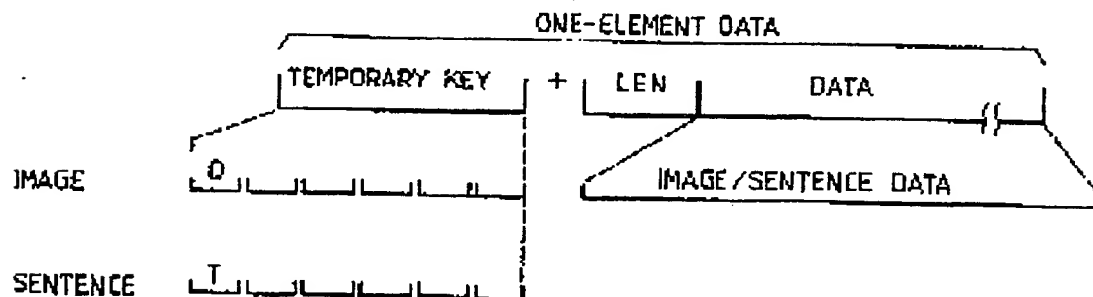 ONE-ELEMENT DATA
TEMPORARY KEY + LEN DATA
IMAGE O IMAGE/SENTENCE DATA
SENTENCE T